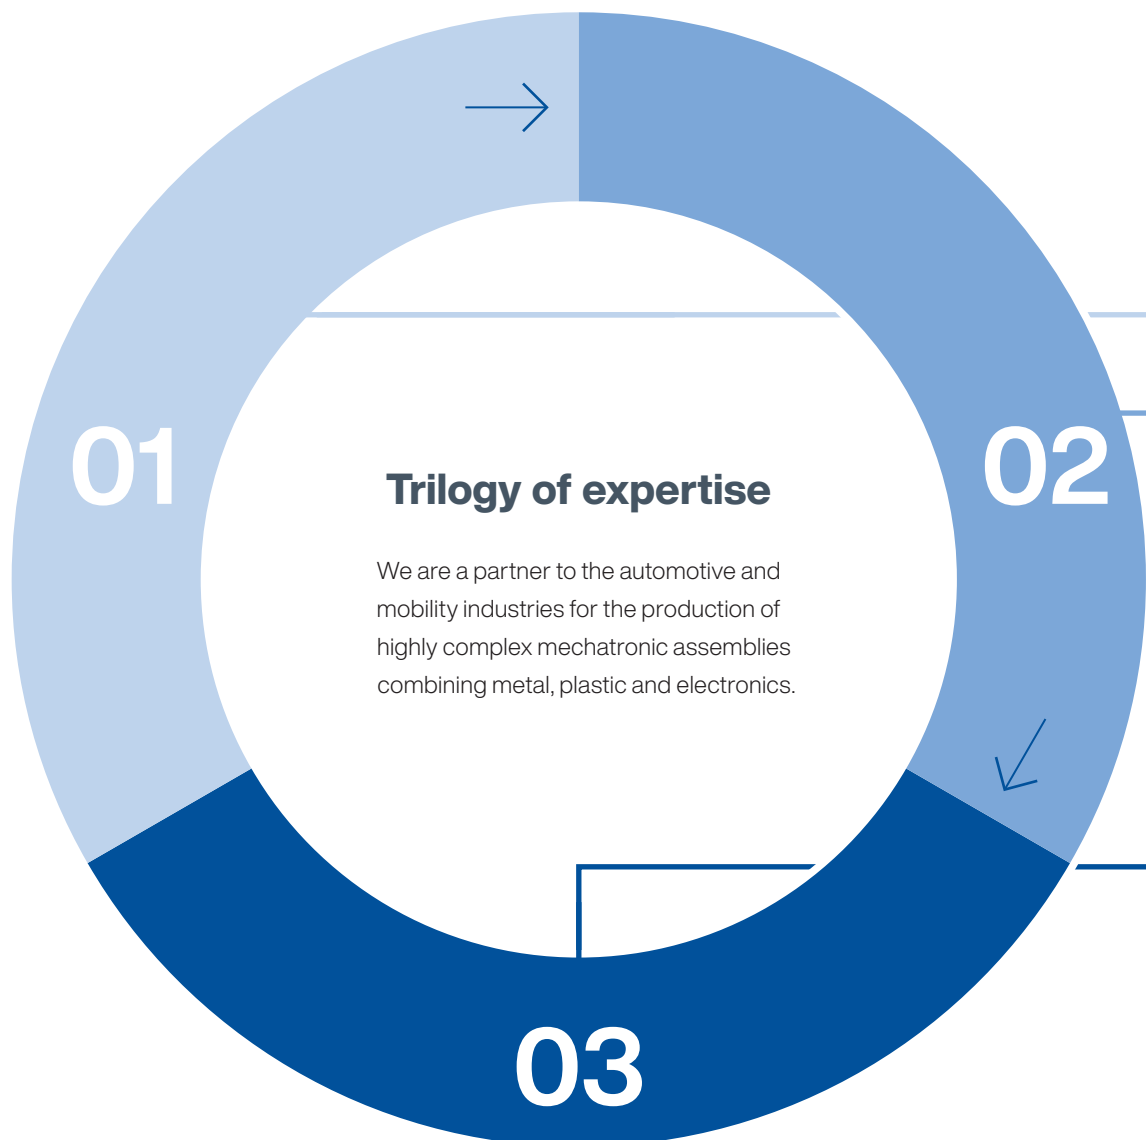 01
02
Trilogy of expertise
We are a partner to the automotive and
mobility industries for the production of
highly complex mechatronic assemblies
combining metal, plastic and electronics.
03